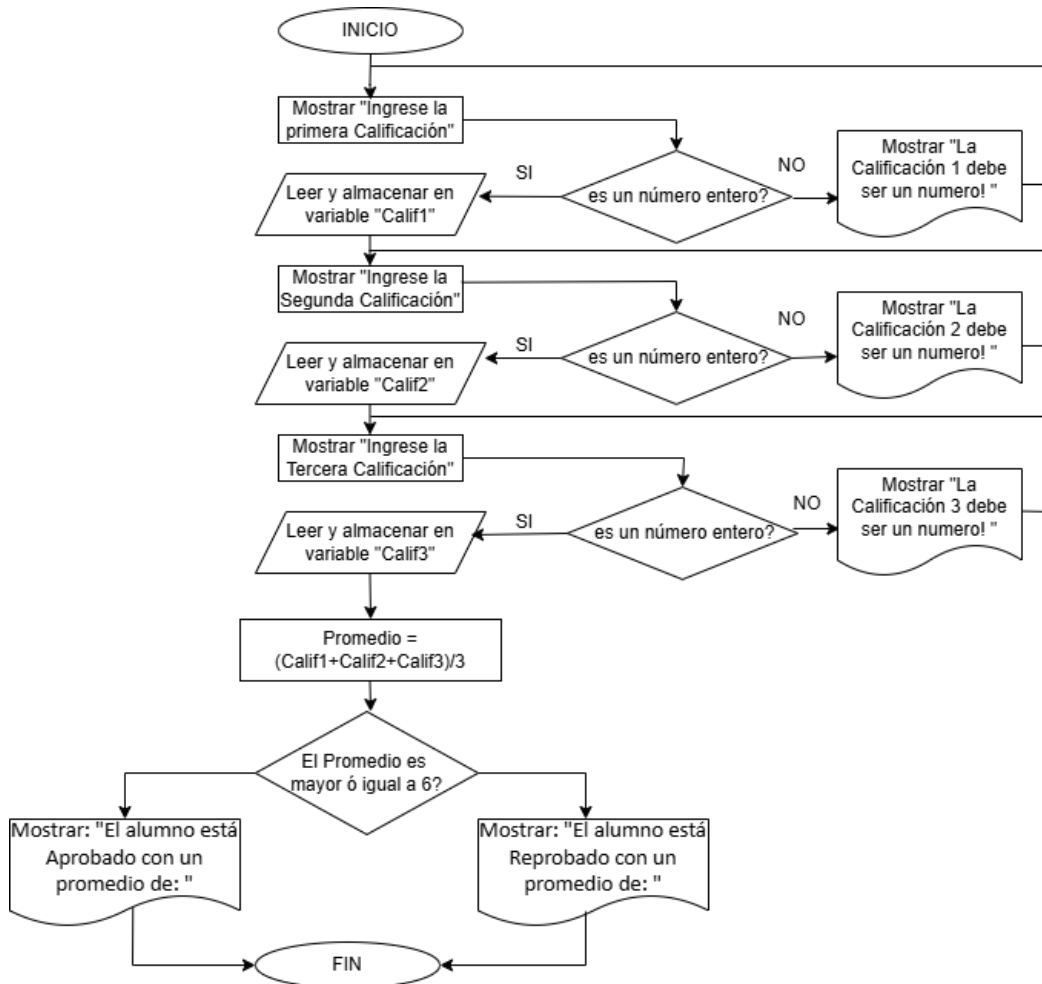 INICIO
Mostrar "Ingrese la
primera Calificación"
es un número entero?
SI
NO
Mostrar "La
Calificación 1 debe
ser un numero! "
Leer y almacenar en
variable "Calif1"
Mostrar "Ingrese la
Segunda Calificación"
es un número entero?
SI
NO
Mostrar "La
Calificación 2 debe
ser un numero! "
Leer y almacenar en
variable "Calif2"
Mostrar "Ingrese la
Tercera Calificación"
es un número entero?
SI
NO
Mostrar "La
Calificación 3 debe
ser un numero! "
Leer y almacenar en
variable "Calif3"
Promedio =
(Calif1+Calif2+Calif3)/3
El Promedio es
mayor ó igual a 6?
Mostrar: "El alumno está
Aprobado con un
promedio de: "
Mostrar: "El alumno está
Reprobado con un
promedio de: "
FIN